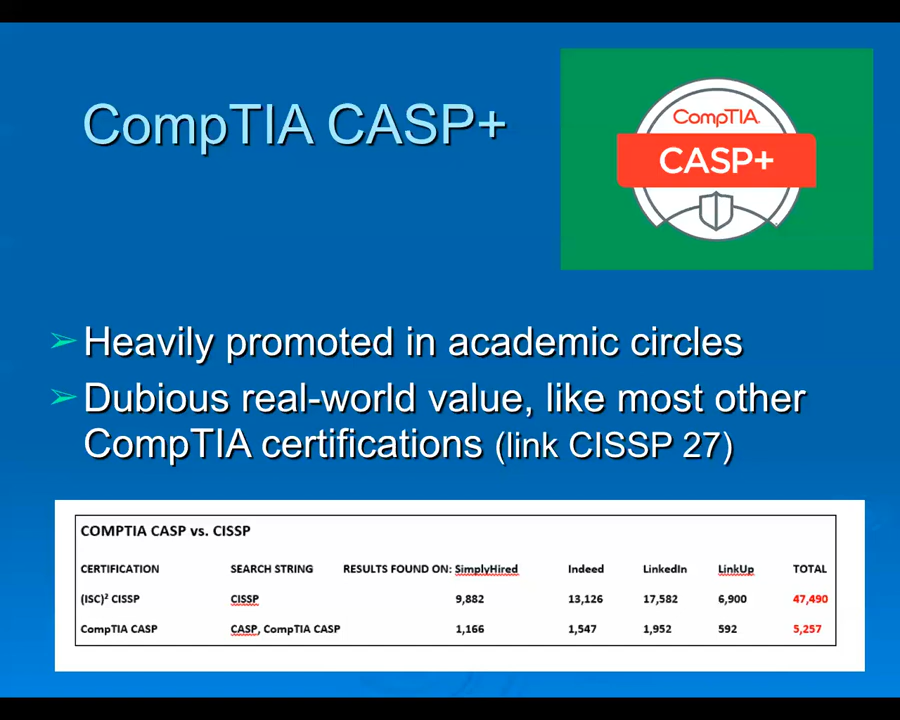 CompTIA CASP+
CompTIA.
CASP+
➢ Heavily promoted in academic circles
➢ Dubious real-world value, like most other
CompTIA certifications (link CISSP 27)
COMPTIA CASP vs. CISSP
CERTIFICATION SEARCH STRING RESULTS FOUND ON: SimplyHired Indeed LinkedIn LinkUp TOTAL
(ISC)² CISSP CISSP 9,882 13,126 17,582 6,900 47,490
CompTIA CASP CASP, CompTIA CASP 1,166 1,547 1,952 592 5,257